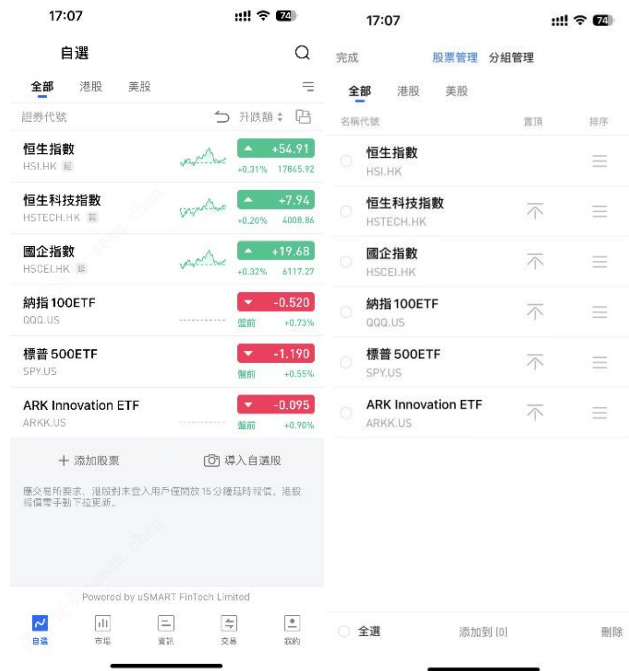 17:07
74
自選
全部 港股 美股
證券代號 升跌額
恒生指數 +54.91
HSI.HK 延 +0.31% 17845.92
恒生科技指數 +7.94
HSTECH.HK 延 +0.20% 4008.86
國企指數 +19.68
HSCEI.HK 延 +0.32% 6117.27
納指100ETF -0.520
QQQ.US 盤前 +0.73%
標普500ETF -1.190
SPY.US 盤前 +0.55%
ARK Innovation ETF -0.095
ARKK.US 盤前 +0.90%
添加股票 導入自選股
應交易所要求，港股對未登入用戶僅開放15分鐘延時報價。港股
報價需手動下拉更新。
Powered by uSMART FinTech Limited
自選 市場 資訊 交易 我的
17:07
74
完成 股票管理 分組管理
全部 港股 美股
名稱代號 置頂 排序
恒生指數
HSI.HK
恒生科技指數
HSTECH.HK
國企指數
HSCEI.HK
納指100ETF
QQQ.US
標普500ETF
SPY.US
ARK Innovation ETF
ARKK.US
全選 添加到(0) 刪除